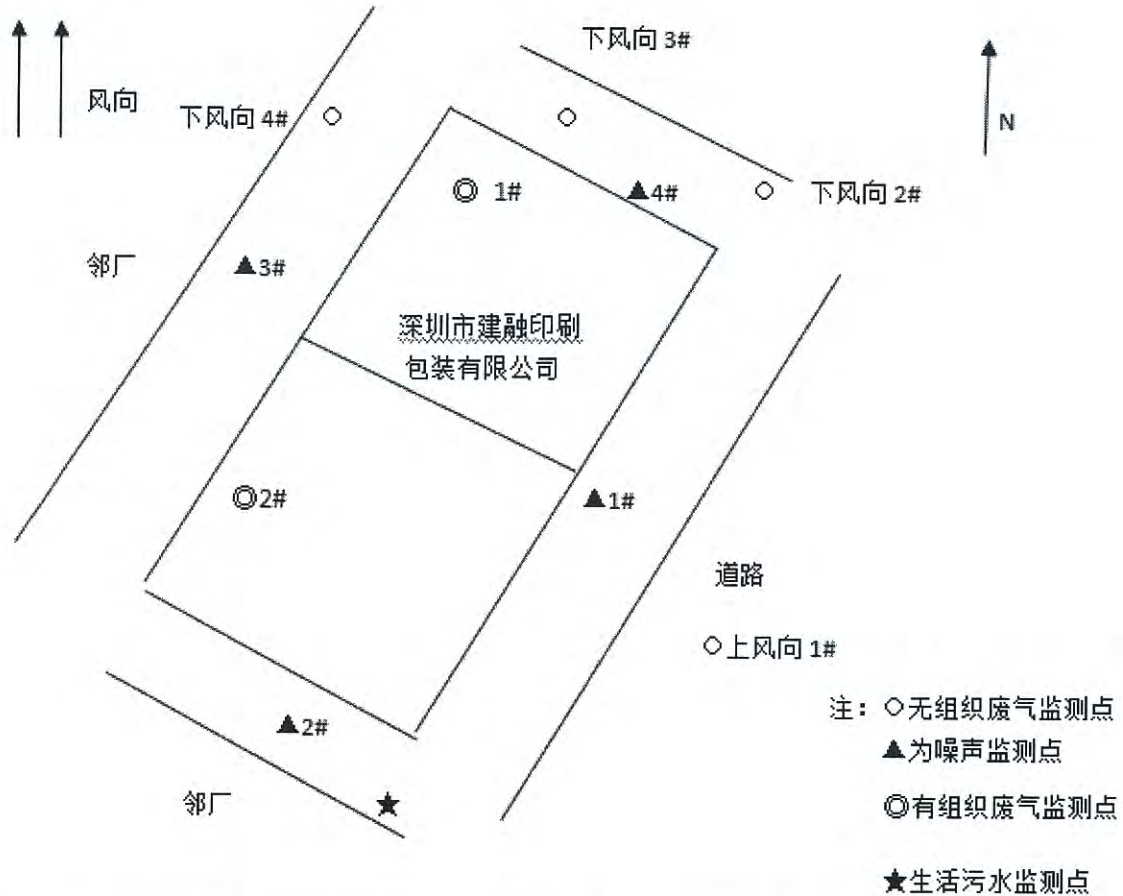 下风向 3#
风向
下风向 4#
N
1#
4#
下风向 2#
邻厂
3#
深圳市建融印刷
包装有限公司
2#
1#
道路
上风向 1#
注：○无组织废气监测点
2#
▲为噪声监测点
邻厂
◎有组织废气监测点
★生活污水监测点